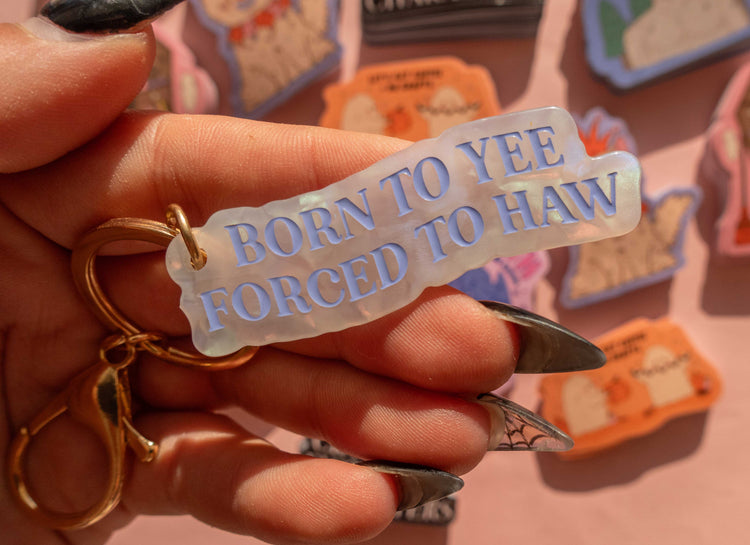 BORN TO YEE
FORCED TO HAW